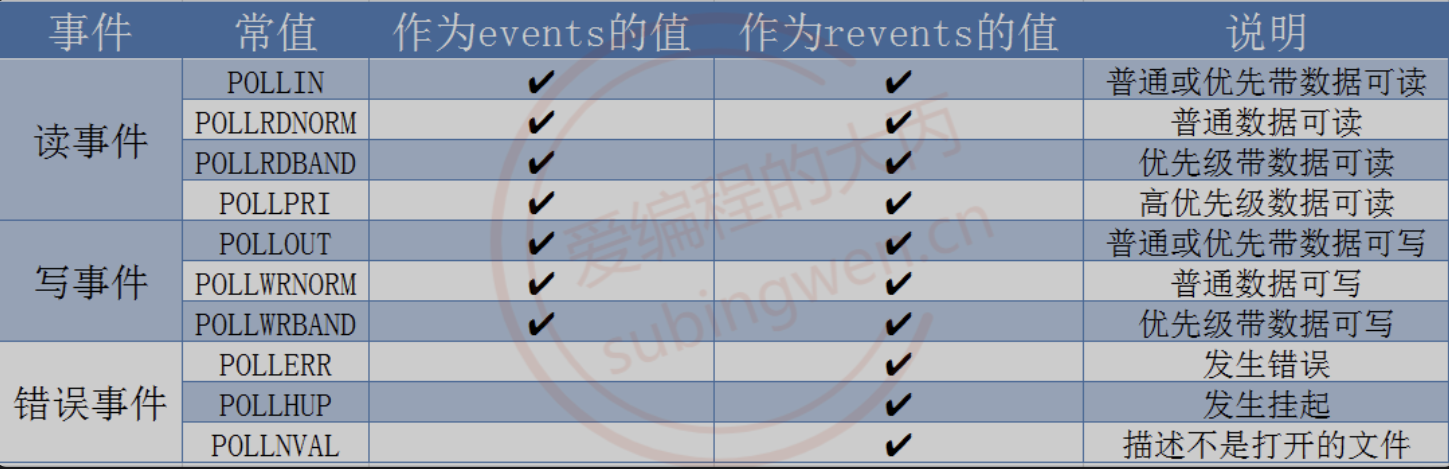 事件 常值 作为events的值 作为revents的值 说明
读事件 POLLIN ✔ ✔ 普通或优先带数据可读
POLLRDNORM ✔ ✔ 普通数据可读
POLLRDBAND ✔ ✔ 优先级带数据可读
POLLPRI ✔ ✔ 高优先级数据可读
写事件 POLLOUT ✔ ✔ 普通或优先带数据可写
POLLWRNORM ✔ ✔ 普通数据可写
POLLWRBAND ✔ ✔ 优先级带数据可写
错误事件 POLLERR ✔ 发生错误
POLLHUP ✔ 发生挂起
POLLNVAL ✔ 描述不是打开的文件
爱编程的大丙
subingwen.cn